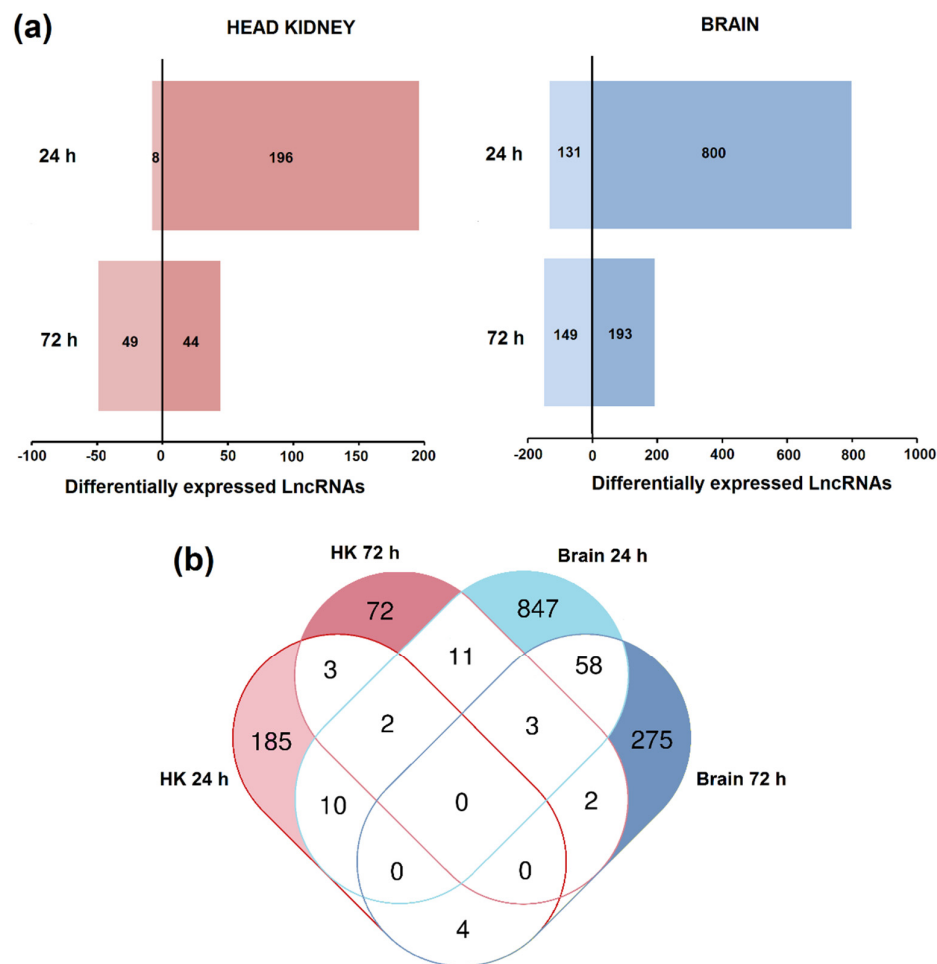 (a)
HEAD KIDNEY
24 h
8
196
72 h
49
44
-100 -50 0 50 100 150 200
Differentially expressed LncRNAs
BRAIN
24 h
131
800
72 h
149
193
-200 0 200 400 600 800 1000
Differentially expressed LncRNAs
(b)
HK 72 h
Brain 24 h
72
847
3
11
58
185
2
3
275
HK 24 h
Brain 72 h
10
0
2
0
0
4